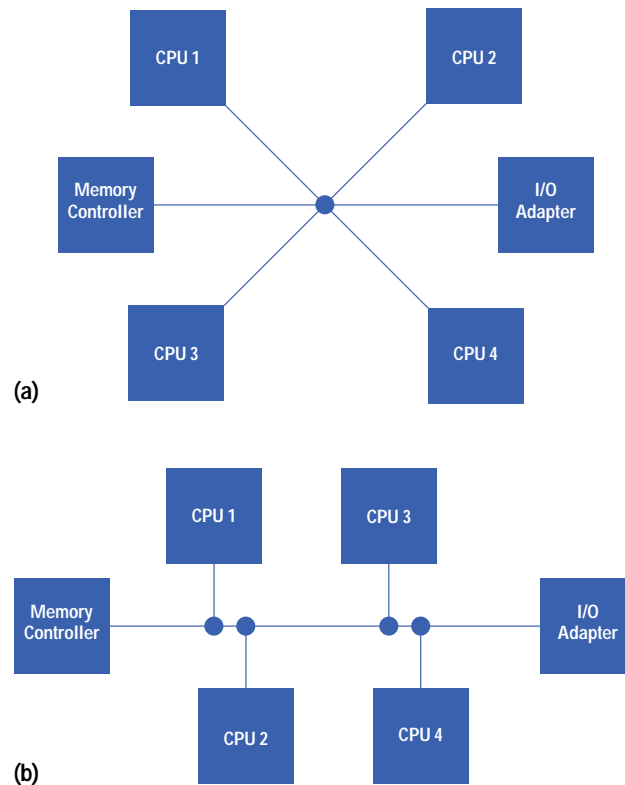 CPU 1
CPU 2
Memory
Controller
I/O
Adapter
CPU 3
CPU 4
(a)
CPU 1
CPU 3
Memory
Controller
I/O
Adapter
CPU 2
CPU 4
(b)